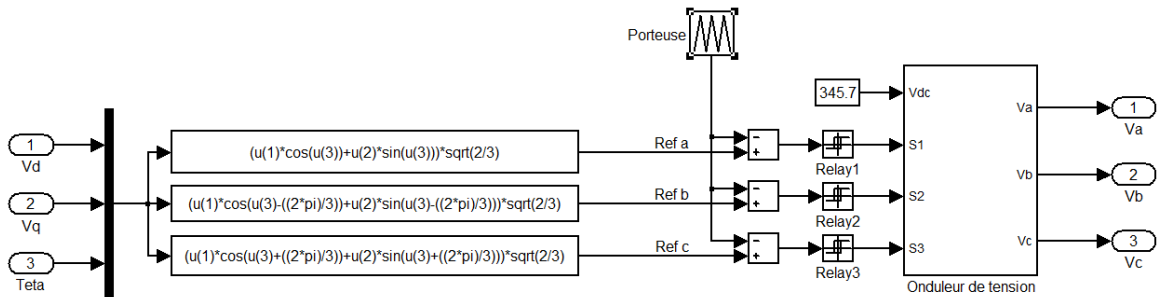 Porteuse
345.7
Vdc
Va
1
Va
1
Vd
(u(1)*cos(u(3))+u(2)*sin(u(3)))*sqrt(2/3)
Ref a
-
+
Relay1
S1
2
Vq
(u(1)*cos(u(3)-((2*pi)/3))+u(2)*sin(u(3)-((2*pi)/3)))*sqrt(2/3)
Ref b
-
+
Relay2
S2
Vb
2
Vb
3
Teta
(u(1)*cos(u(3)+((2*pi)/3))+u(2)*sin(u(3)+((2*pi)/3)))*sqrt(2/3)
Ref c
-
+
Relay3
S3
Vc
3
Vc
Onduleur de tension